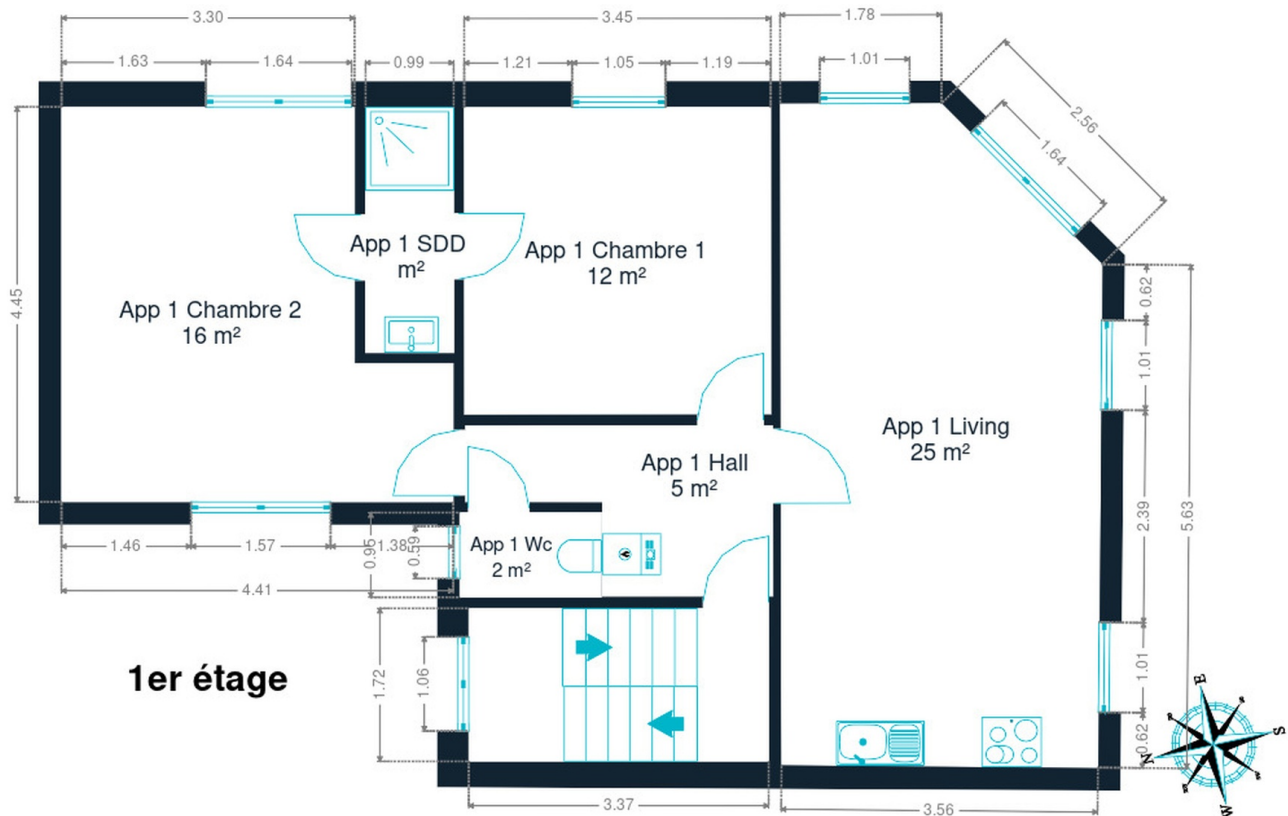 3.30
3.45
1.78
1.63
1.64
0.99
1.21
1.05
1.19
1.01
2.56
1.64
App 1 SDD
m²
App 1 Chambre 1
12 m²
App 1 Chambre 2
16 m²
4.45
0.62
1.01
App 1 Living
25 m²
App 1 Hall
5 m²
2.39
5.63
App 1 Wc
2 m²
0.95
0.59
1.46
1.57
1.38
4.41
1er étage
1.72
1.06
1.01
0.62
3.37
3.56
E
S
N
W